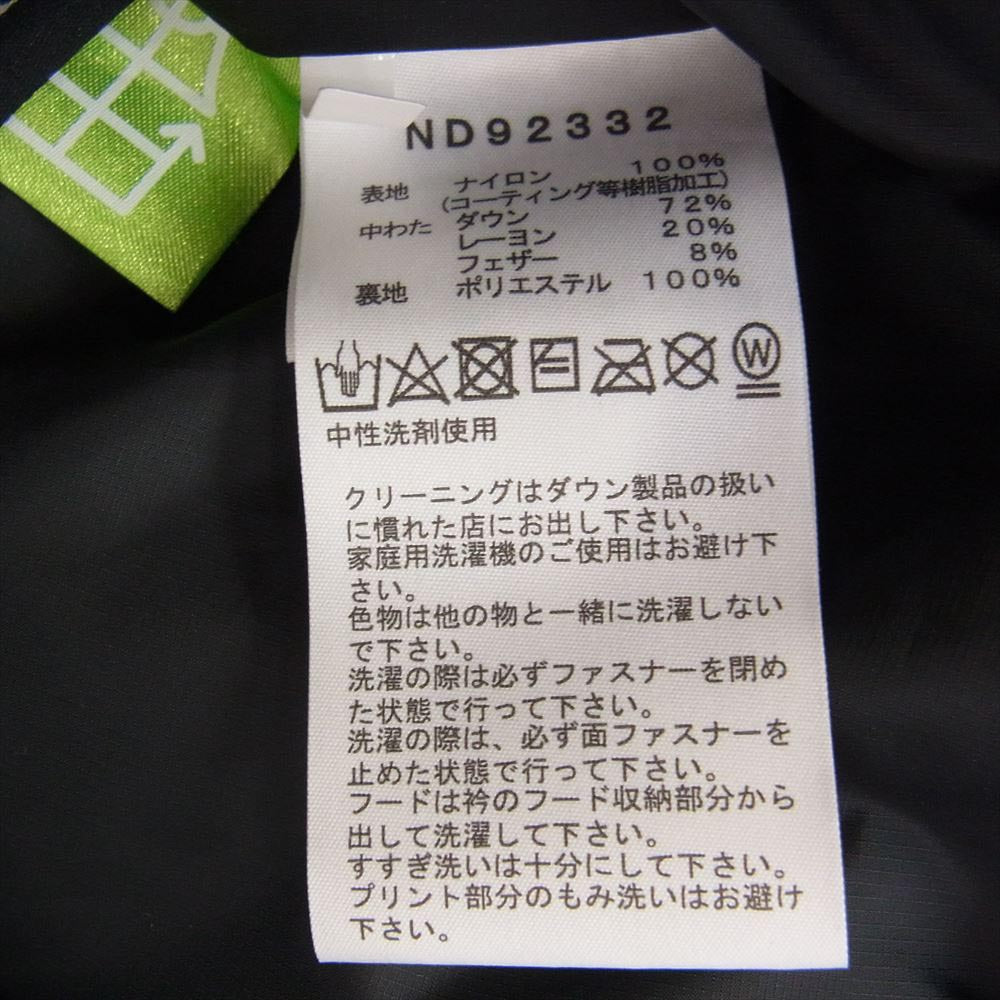 ND92332
表地 ナイロン 100%
(コーティング等樹脂加工)
中わた ダウン 72%
レーヨン 20%
フェザー 8%
裏地 ポリエステル 100%
W
中性洗剤使用
クリーニングはダウン製品の扱い
に慣れた店にお出し下さい。
家庭用洗濯機のご使用はお避け下
さい。
色物は他の物と一緒に洗濯しない
で下さい。
洗濯の際は必ずファスナーを閉め
た状態で行って下さい。
洗濯の際は、必ず面ファスナーを
止めた状態で行って下さい。
フードは衿のフード収納部分から
出して洗濯して下さい。
すすぎ洗いは十分にして下さい。
プリント部分のもみ洗いはお避け
下さい。